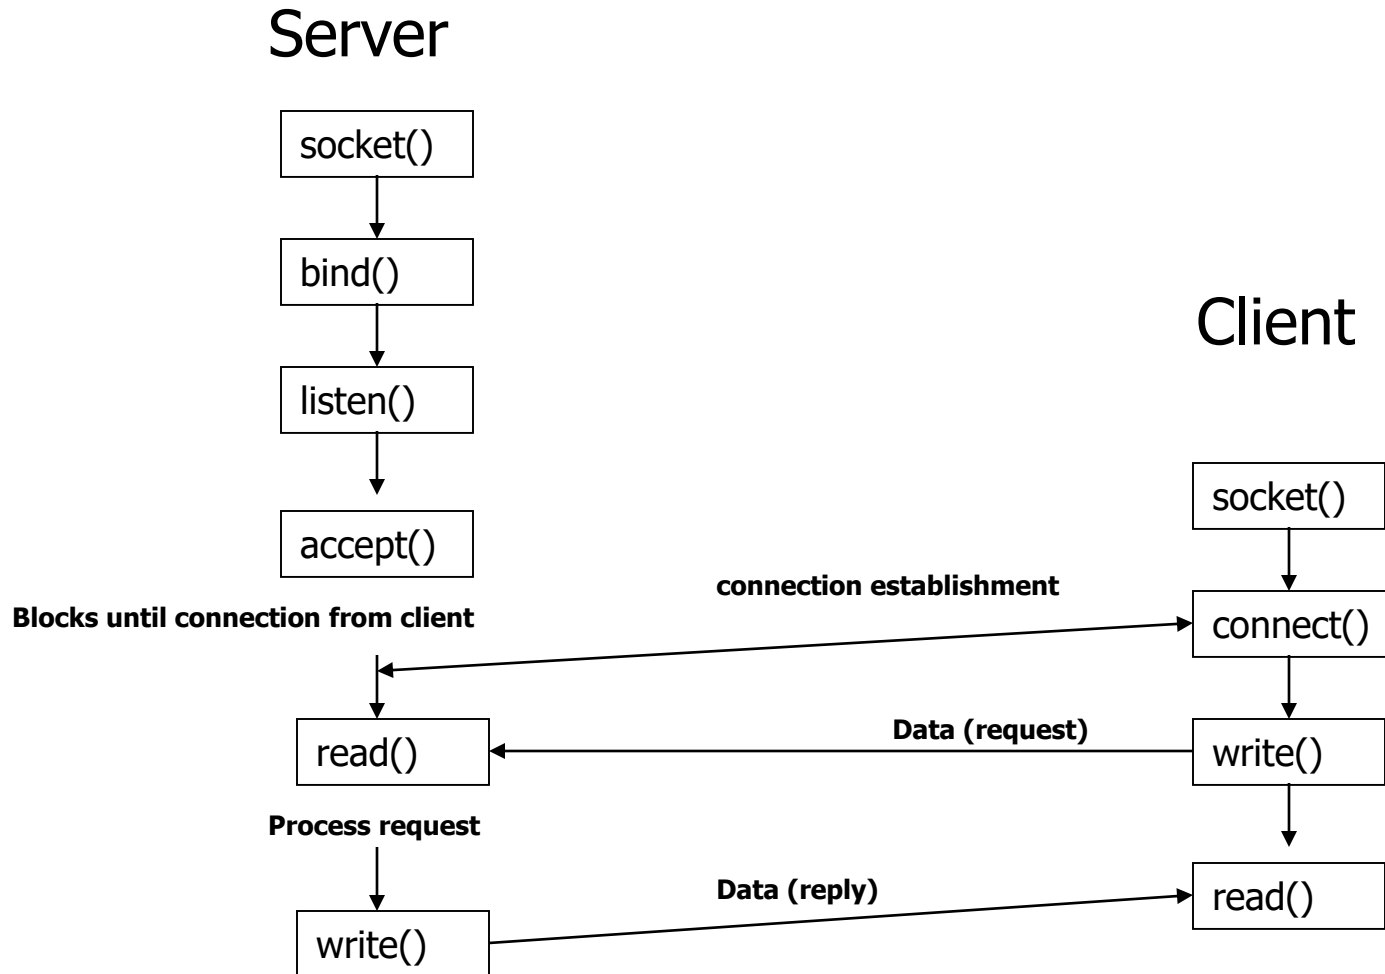 Server
socket()
bind()
Client
listen()
socket()
accept()
connection establishment
Blocks until connection from client
connect()
Data (request)
read()
write()
Process request
Data (reply)
read()
write()